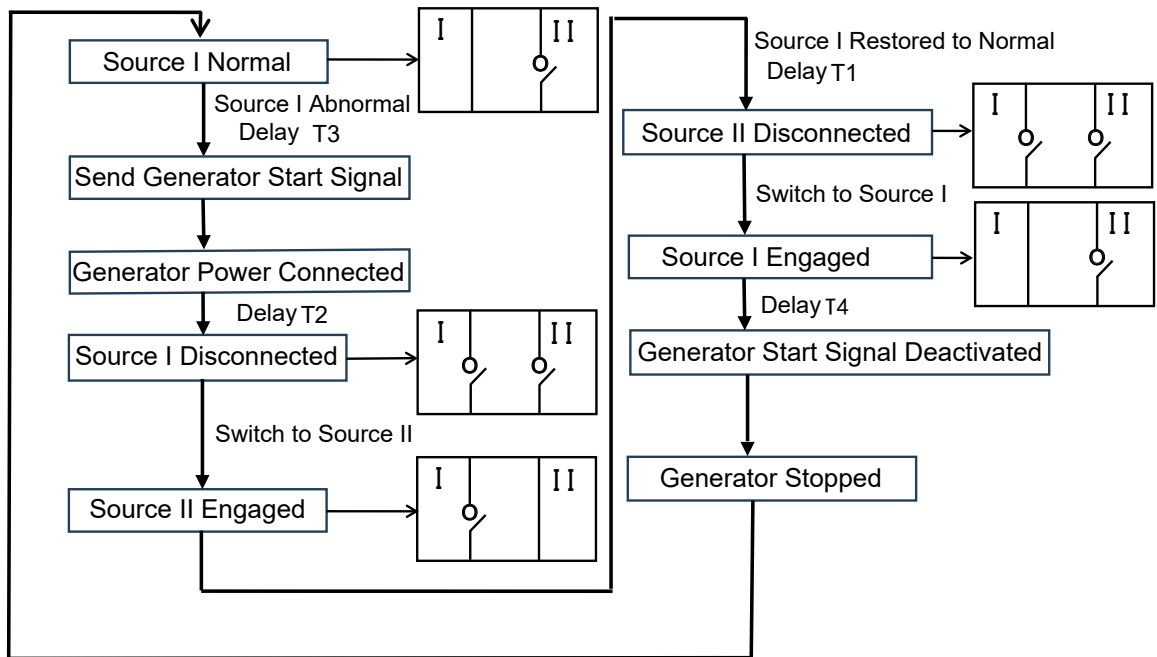 Source I Normal
I II
Source I Abnormal
Delay T3
Send Generator Start Signal
Generator Power Connected
Delay T2
Source I Disconnected
I II
Switch to Source II
Source II Engaged
I II
Source I Restored to Normal
Delay T1
Source II Disconnected
I II
Switch to Source I
Source I Engaged
I II
Delay T4
Generator Start Signal Deactivated
Generator Stopped